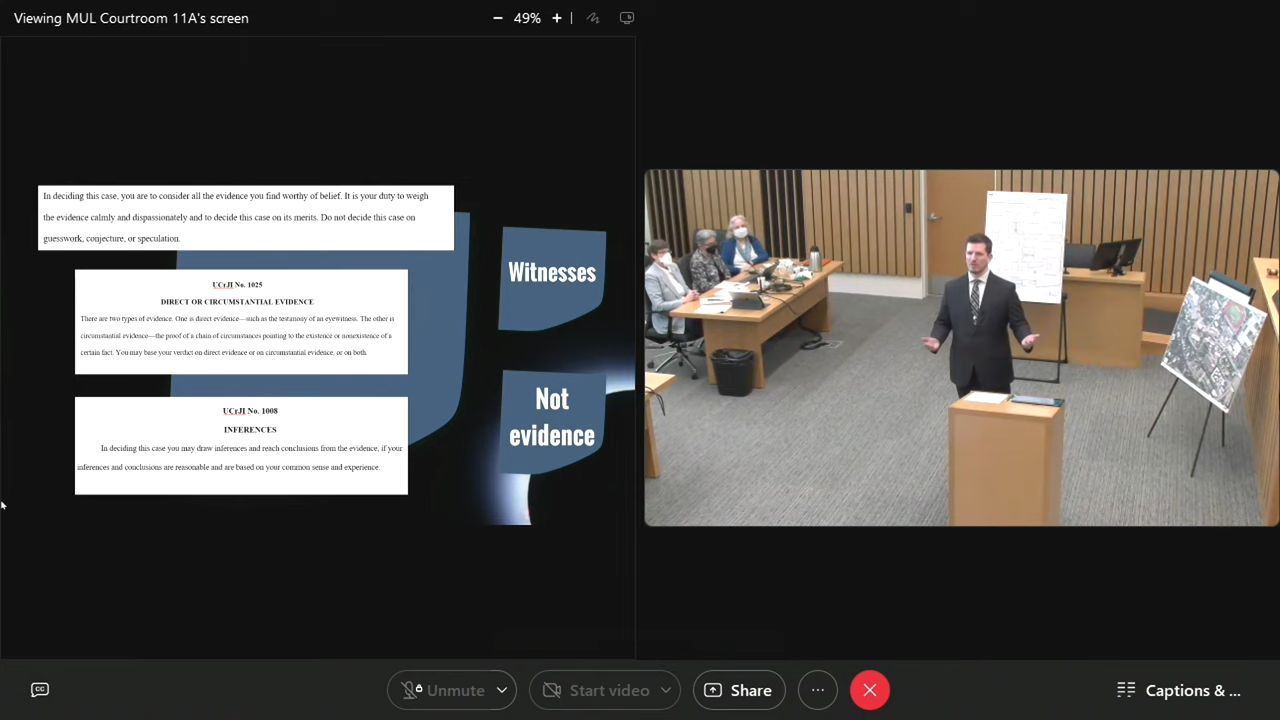 Viewing MUL Courtroom 11A's screen
49%
In deciding this case, you are to consider all the evidence you find worthy of belief. It is your duty to weigh
the evidence calmly and dispassionately and to decide this case on its merits. Do not decide this case on
guesswork, conjecture, or speculation.
UCrJI No. 1025
DIRECT OR CIRCUMSTANTIAL EVIDENCE
There are two types of evidence. One is direct evidence—such as the testimony of an eyewitness. The other is
circumstantial evidence—the proof of a chain of circumstances pointing to the existence or nonexistence of a
certain fact. You may base your verdict on direct evidence or on circumstantial evidence, or on both.
UCrJI No. 1008
INFERENCES
In deciding this case you may draw inferences and reach conclusions from the evidence, if your
inferences and conclusions are reasonable and are based on your common sense and experience.
Witnesses
Not
evidence
CC
Unmute
Start video
Share
Captions & ...